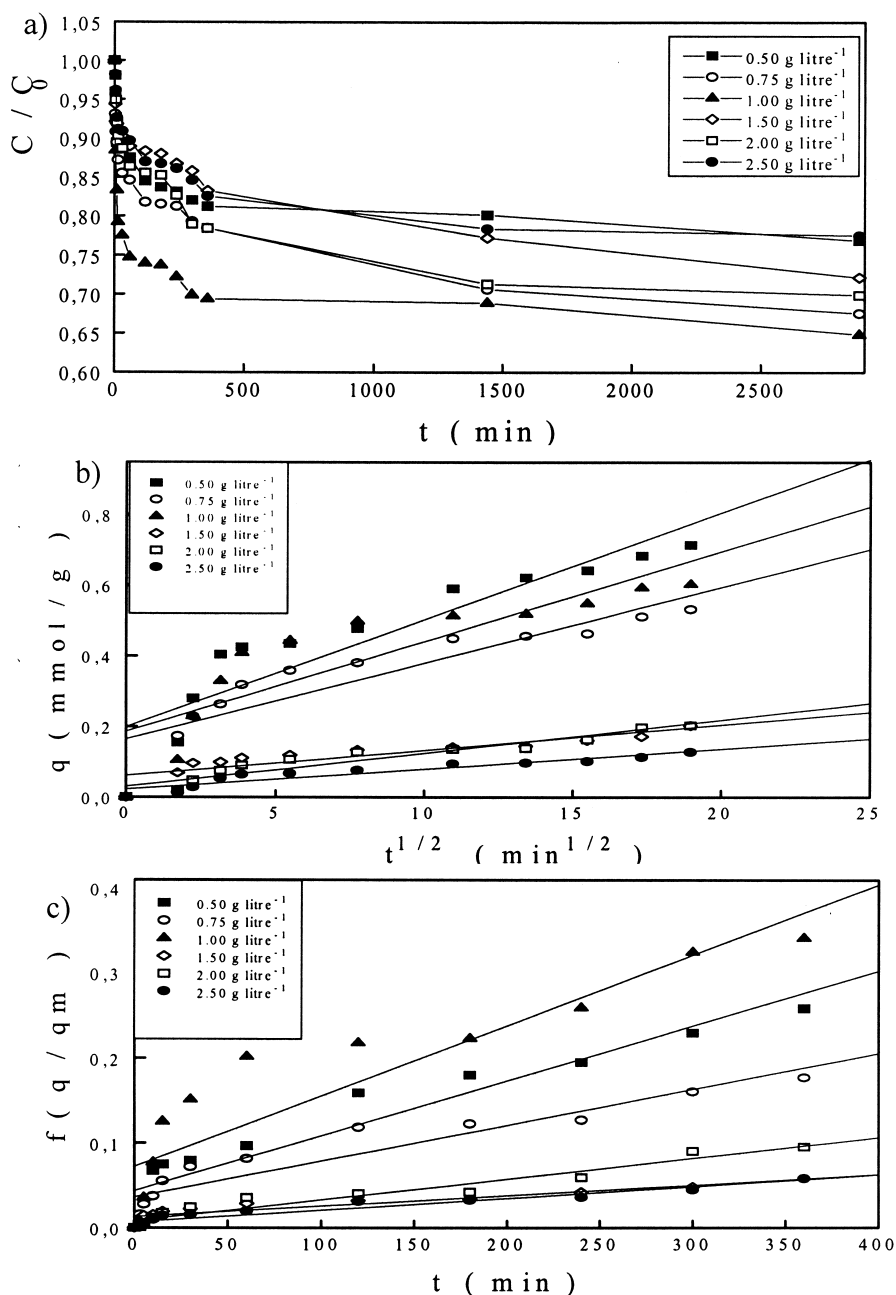 a)
1,05
1,00
0,95
0,90
0,85
0,80
0,75
0,70
0,65
0,60
C / C0
0.50 g litre-1
0.75 g litre-1
1.00 g litre-1
1.50 g litre-1
2.00 g litre-1
2.50 g litre-1
0 500 1000 1500 2000 2500
t ( min )
b)
0,8
0,6
0,4
0,2
0,0
q ( mmol / g )
0.50 g litre-1
0.75 g litre-1
1.00 g litre-1
1.50 g litre-1
2.00 g litre-1
2.50 g litre-1
0 5 10 15 20 25
t1/2 ( min1/2 )
c)
0,4
0,3
0,2
0,1
0,0
f ( q / qm )
0.50 g litre-1
0.75 g litre-1
1.00 g litre-1
1.50 g litre-1
2.00 g litre-1
2.50 g litre-1
0 50 100 150 200 250 300 350 400
t ( min )